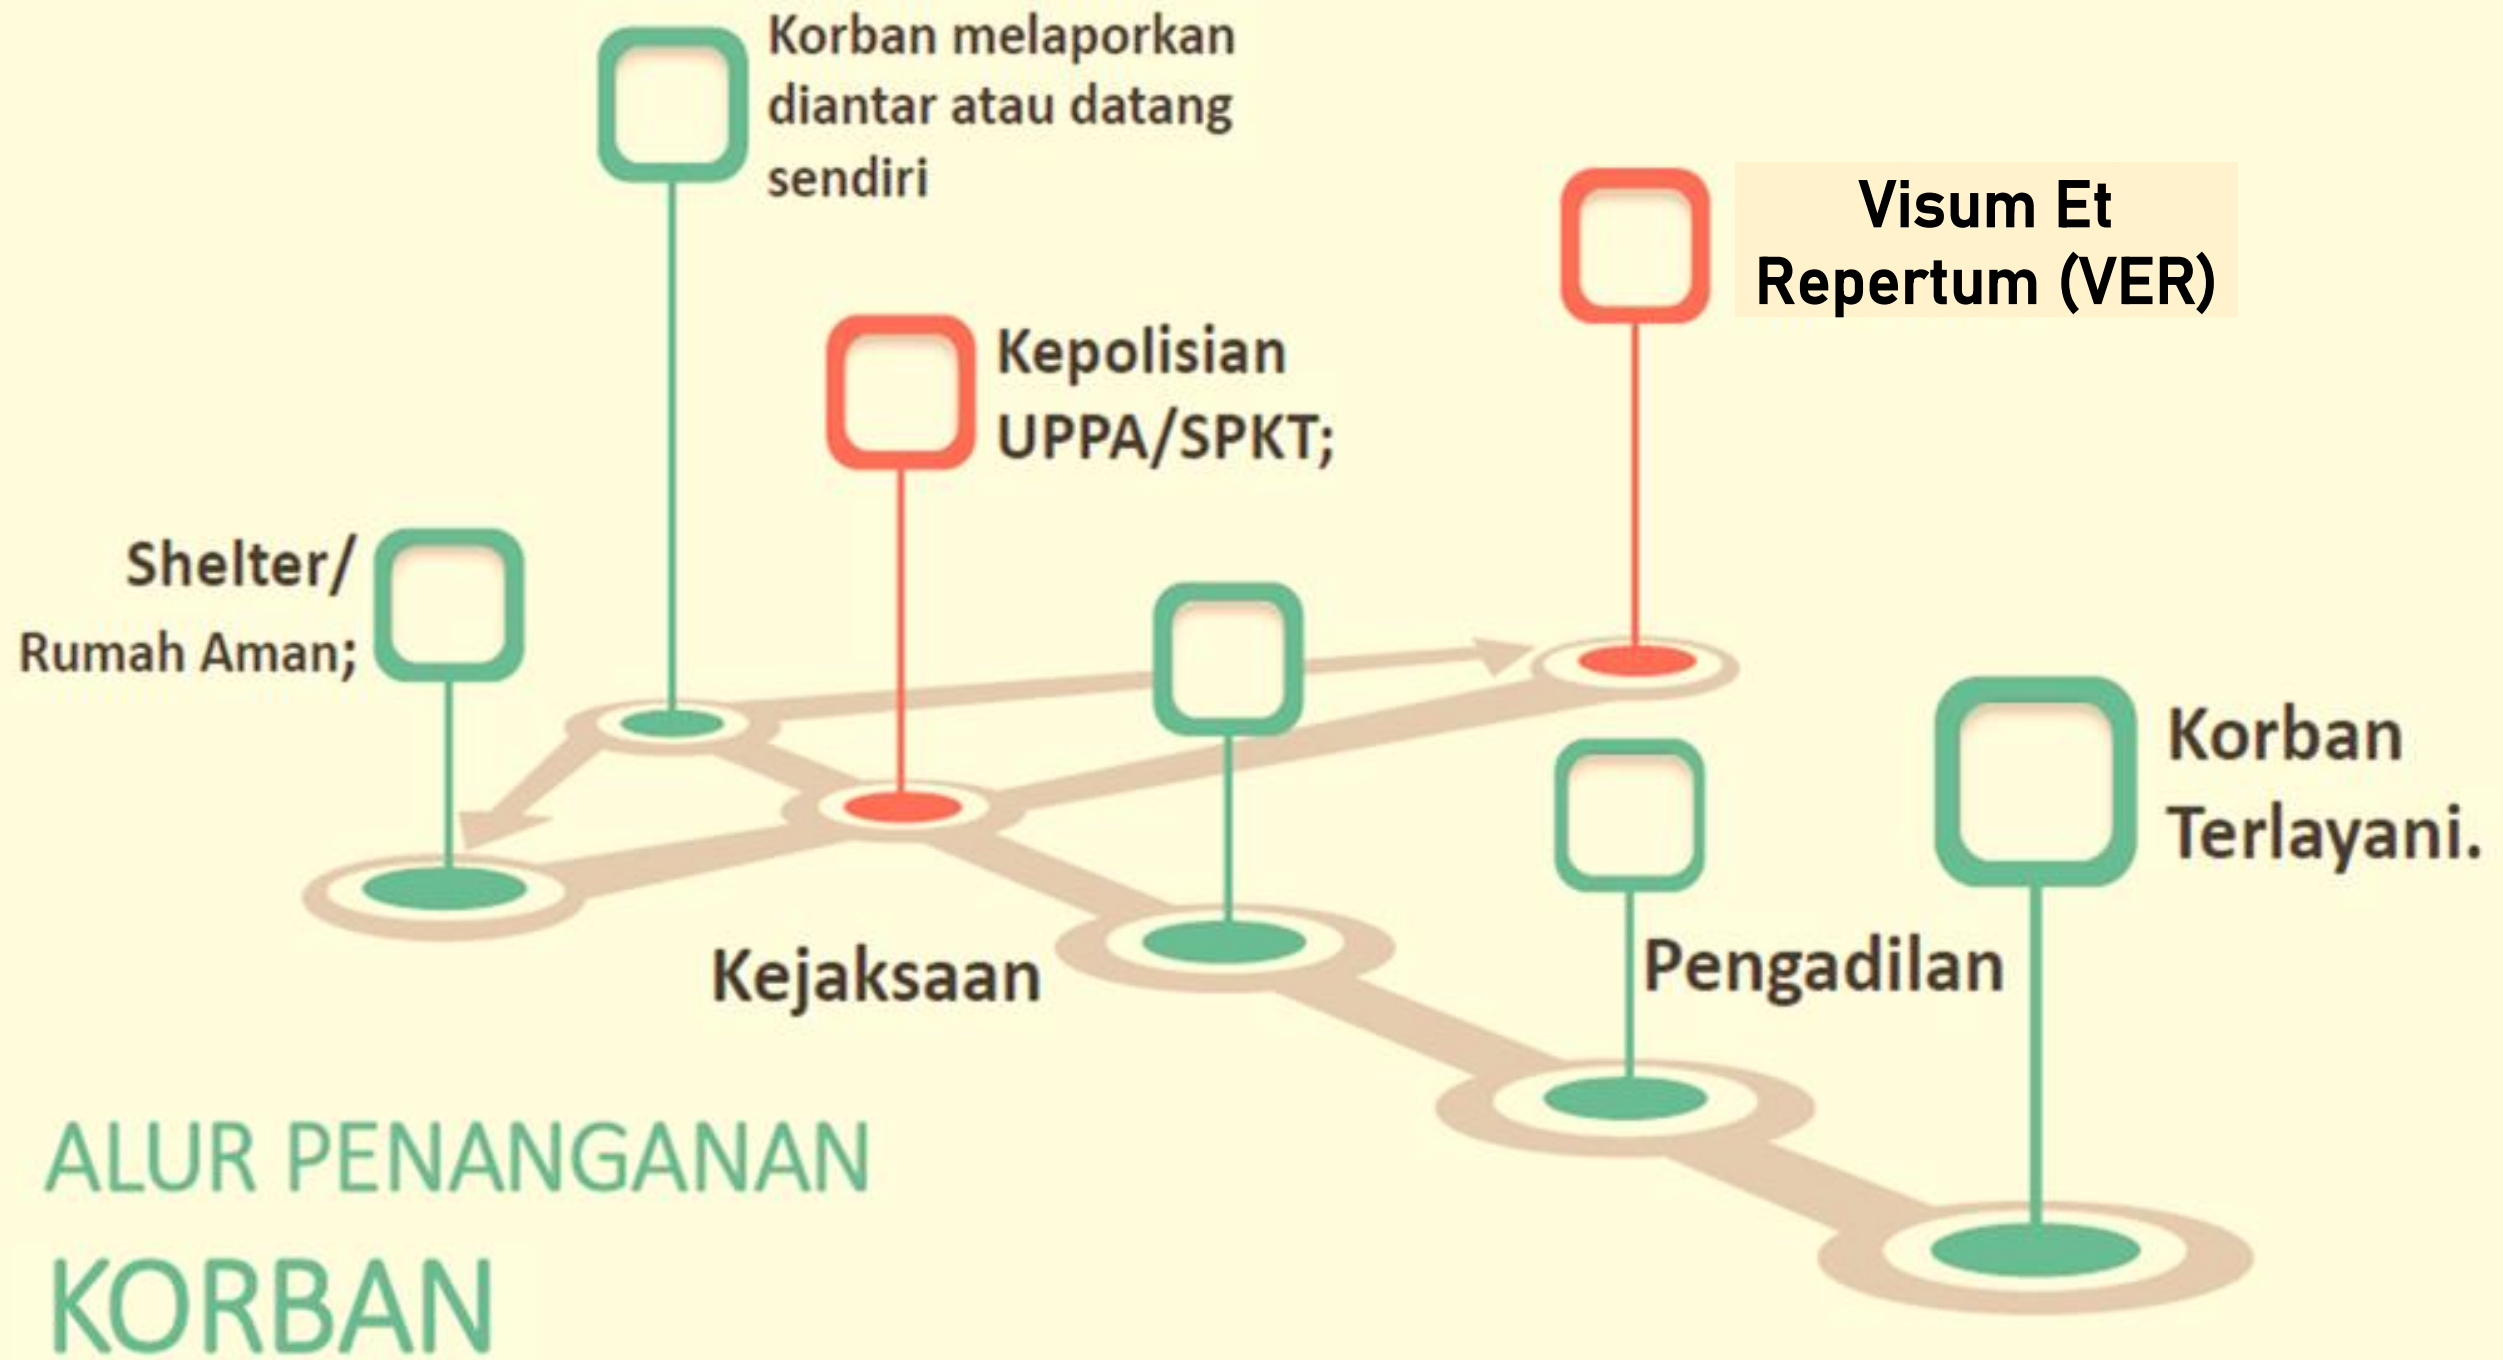 Korban melaporkan
diantar atau datang
sendiri
Visum Et
Repertum (VER)
Kepolisian
UPPA/SPKT;
Shelter/
Rumah Aman;
Korban
Terlayani.
Kejaksaan
Pengadilan
ALUR PENANGANAN
KORBAN